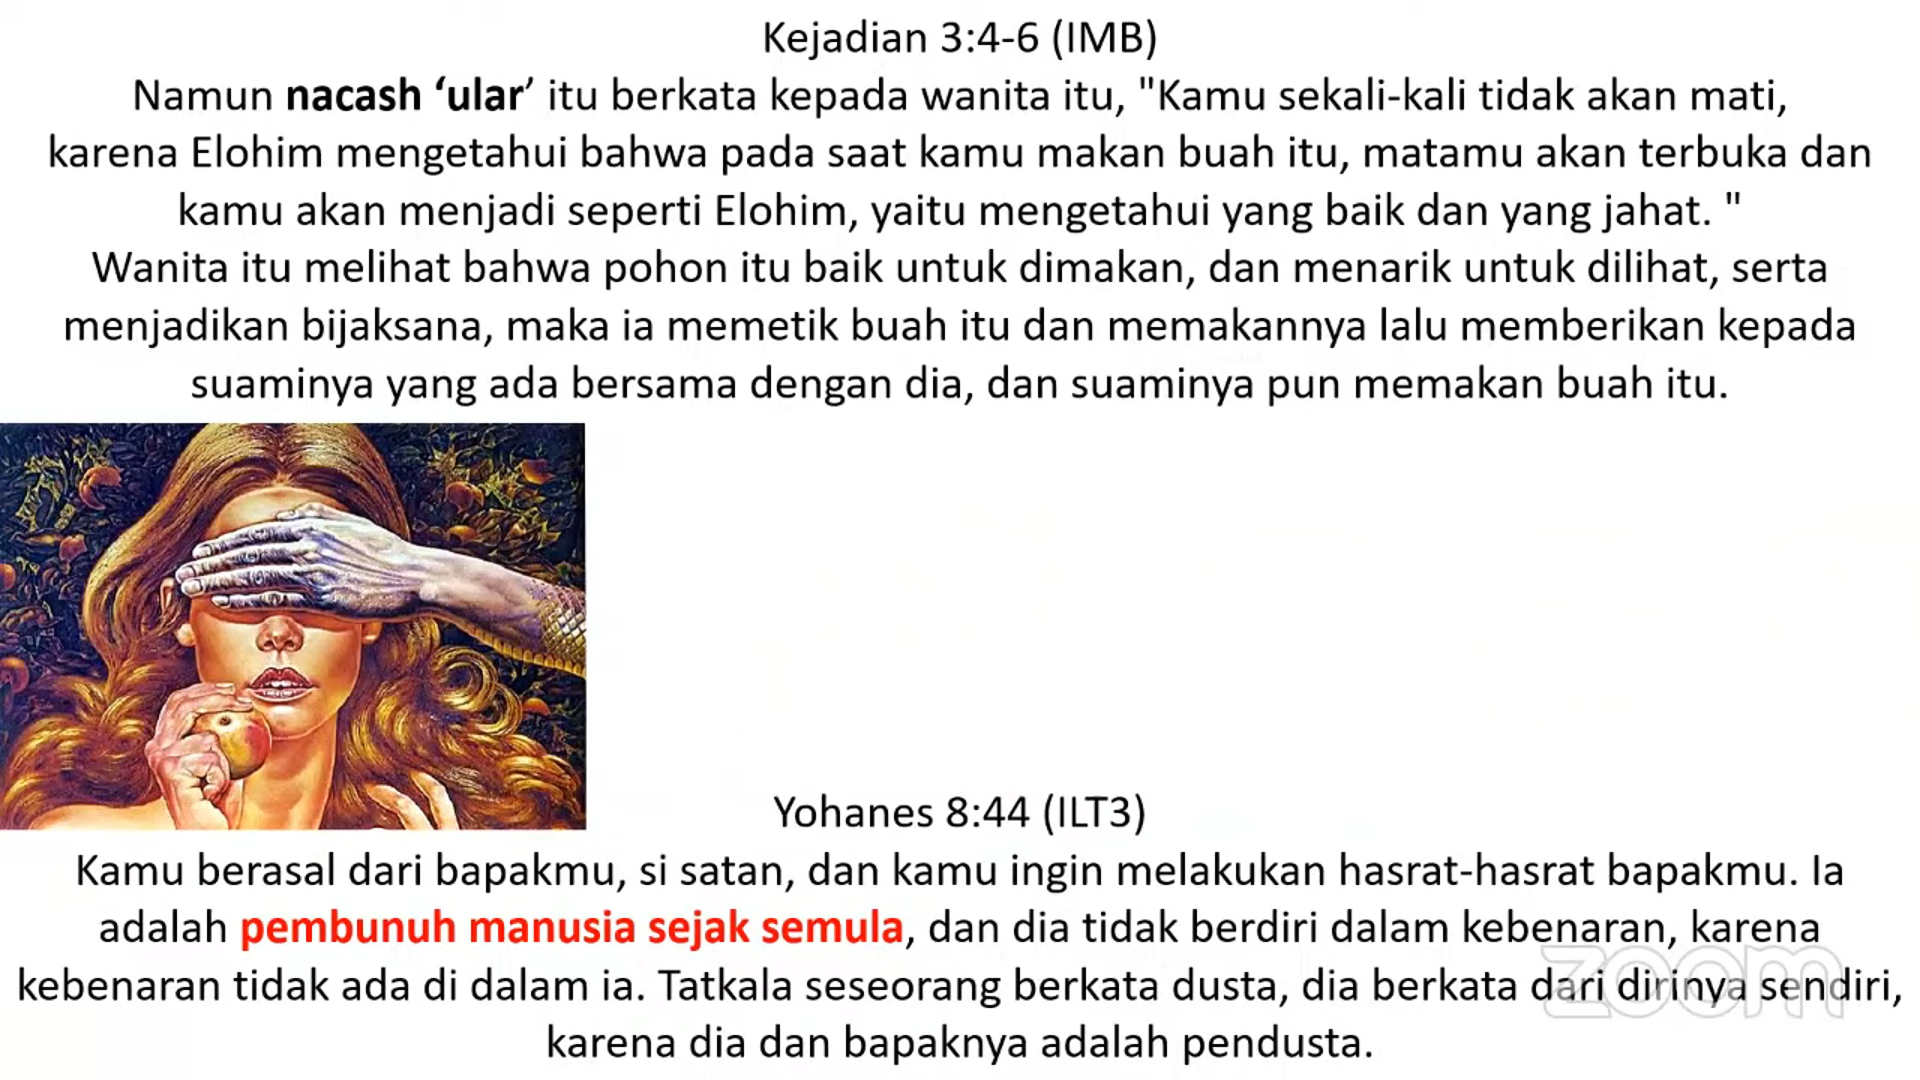 Kejadian 3:4-6 (IMB)
Namun nacash ‘ular’ itu berkata kepada wanita itu, "Kamu sekali-kali tidak akan mati,
karena Elohim mengetahui bahwa pada saat kamu makan buah itu, matamu akan terbuka dan
kamu akan menjadi seperti Elohim, yaitu mengetahui yang baik dan yang jahat. "
Wanita itu melihat bahwa pohon itu baik untuk dimakan, dan menarik untuk dilihat, serta
menjadikan bijaksana, maka ia memetik buah itu dan memakannya lalu memberikan kepada
suaminya yang ada bersama dengan dia, dan suaminya pun memakan buah itu.
Yohanes 8:44 (ILT3)
Kamu berasal dari bapakmu, si satan, dan kamu ingin melakukan hasrat-hasrat bapakmu. Ia
adalah pembunuh manusia sejak semula, dan dia tidak berdiri dalam kebenaran, karena
kebenaran tidak ada di dalam ia. Tatkala seseorang berkata dusta, dia berkata dari dirinya sendiri,
karena dia dan bapaknya adalah pendusta.
zoom